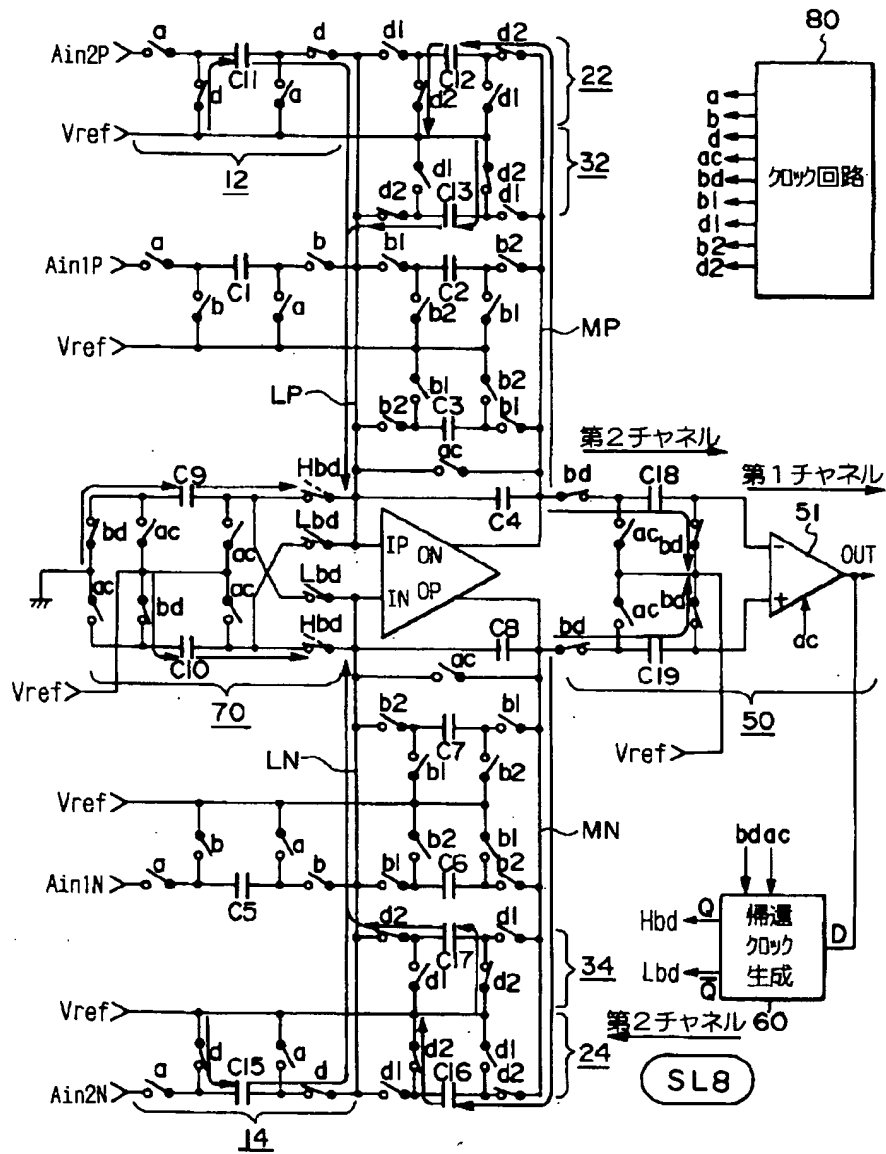 80
Ain2P a d d1 d2
C11 C12
d a d2 d1 22
Vref
12
d1 d2 32
d2 C13 d1
クロック回路
a
b
d
ac
bd
b1
d1
b2
d2
Ain1P a b b1 b2
C1 C2
b a b2 b1
Vref
MP
b1 b2
LP
b2 C3 b1
ac
第2チャネル
C9 Hbd bd C18 第1チャネル
C4
bd ac ac Lbd ac bd 51
IP ON OUT
IN OP
ac bd ac Lbd ac bd
- +
Hbd C8 bd ac
C10 C19
Vref
70
ac
50
b2 b1
C7
Vref
LN
b1 b2
Vref
b a b2 b1 MN
Ain1N a b b1 b2
C5 C6
bd ac
d2 d1
C17
34
d1 d2
Hbd Q 帰還
クロック D
Lbd Q 生成
Vref
第2チャネル 60
d a d2 d1 24
C15 C16
Ain2N a d d1 d2
14
SL8